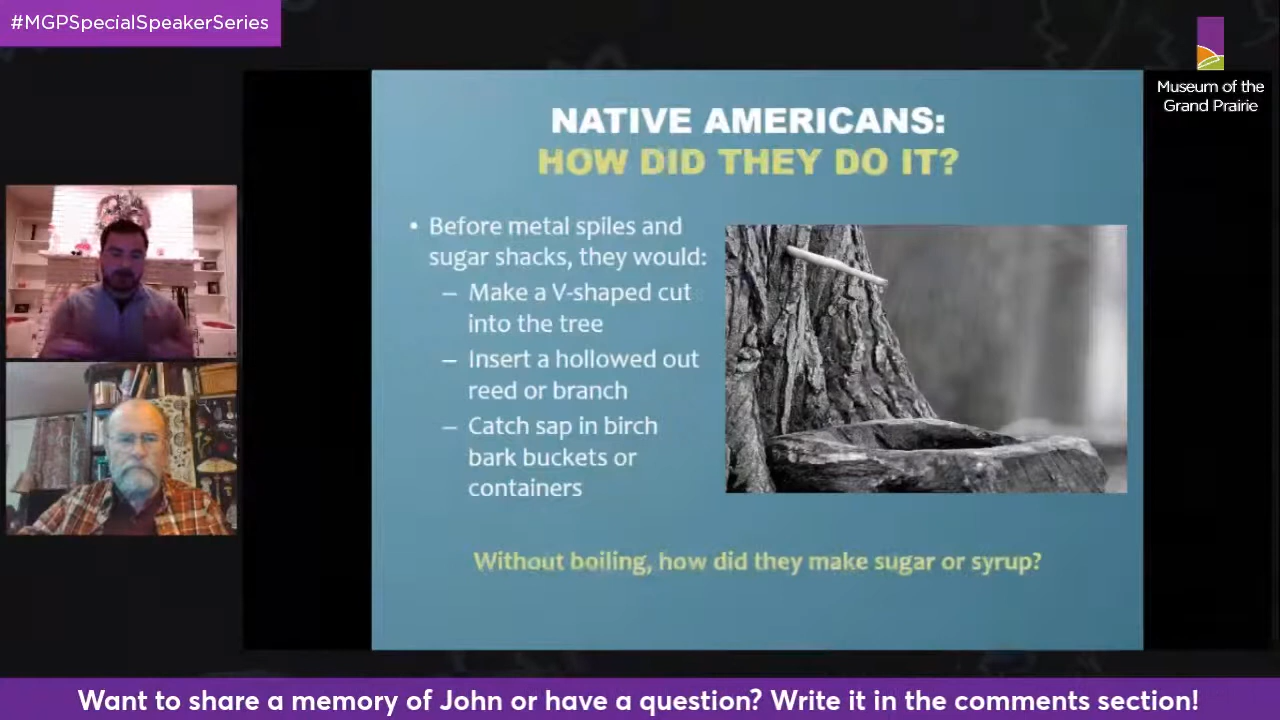 #MGPSpecialSpeakerSeries
Museum of the
Grand Prairie
NATIVE AMERICANS:
HOW DID THEY DO IT?
• Before metal spiles and
sugar shacks, they would:
– Make a V-shaped cut
into the tree
– Insert a hollowed out
reed or branch
– Catch sap in birch
bark buckets or
containers
Without boiling, how did they make sugar or syrup?
Want to share a memory of John or have a question? Write it in the comments section!